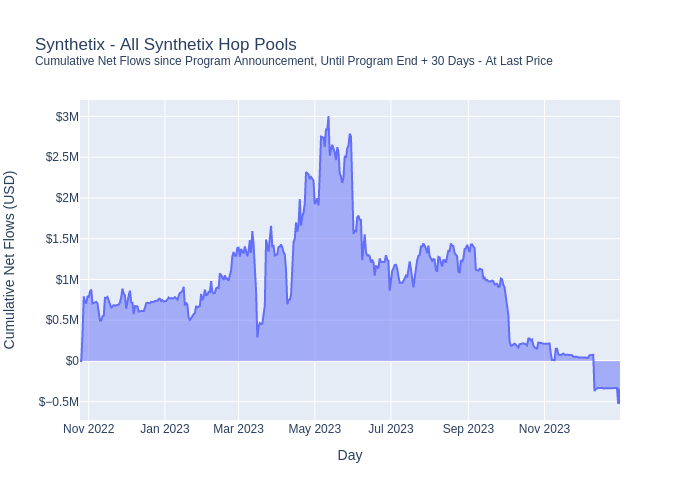 Synthetix - All Synthetix Hop Pools
Cumulative Net Flows since Program Announcement, Until Program End + 30 Days - At Last Price
Cumulative Net Flows (USD)
$3M
$2.5M
$2M
$1.5M
$1M
$0.5M
$0
$−0.5M
Nov 2022
Jan 2023
Mar 2023
May 2023
Jul 2023
Sep 2023
Nov 2023
Day